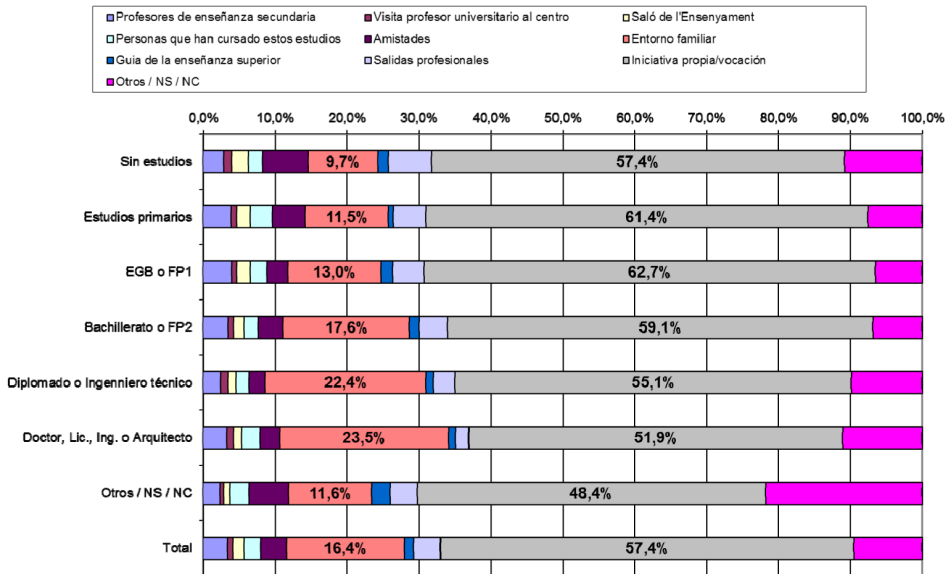 Profesores de enseñanza secundaria Visita profesor universitario al centro Saló de l'Ensenyament
Personas que han cursado estos estudios Amistades Entorno familiar
Guia de la enseñanza superior Salidas profesionales Iniciativa propia/vocación
Otros / NS / NC
0,0% 10,0% 20,0% 30,0% 40,0% 50,0% 60,0% 70,0% 80,0% 90,0% 100,0%
Sin estudios 9,7% 57,4%
Estudios primarios 11,5% 61,4%
EGB o FP1 13,0% 62,7%
Bachillerato o FP2 17,6% 59,1%
Diplomado o Ingenniero técnico 22,4% 55,1%
Doctor, Lic., Ing. o Arquitecto 23,5% 51,9%
Otros / NS / NC 11,6% 48,4%
Total 16,4% 57,4%